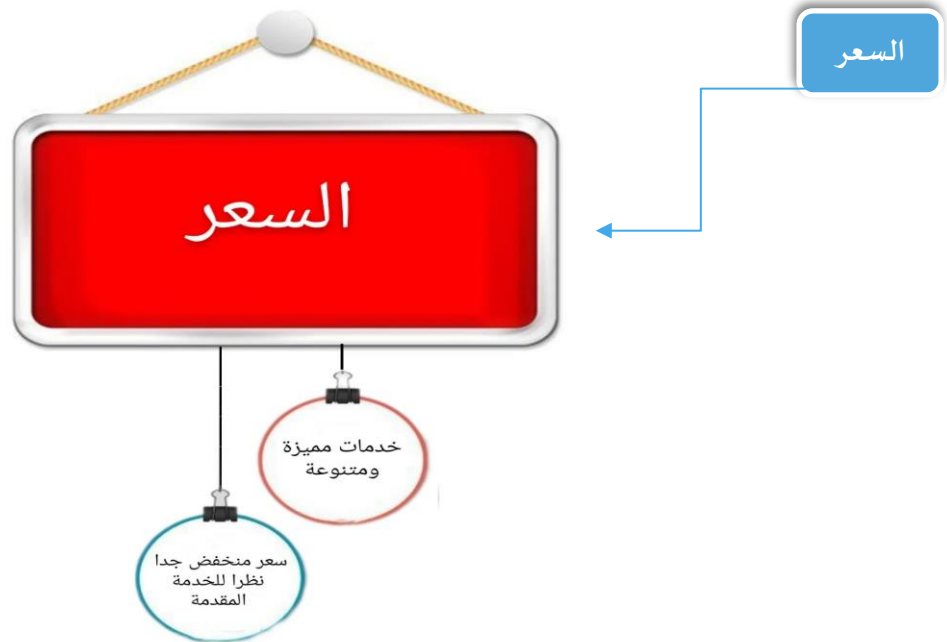 السعر
السعر
خدمات مميزة
ومتنوعة
سعر منخفض جدا
نظرا للخدمة
المقدمة